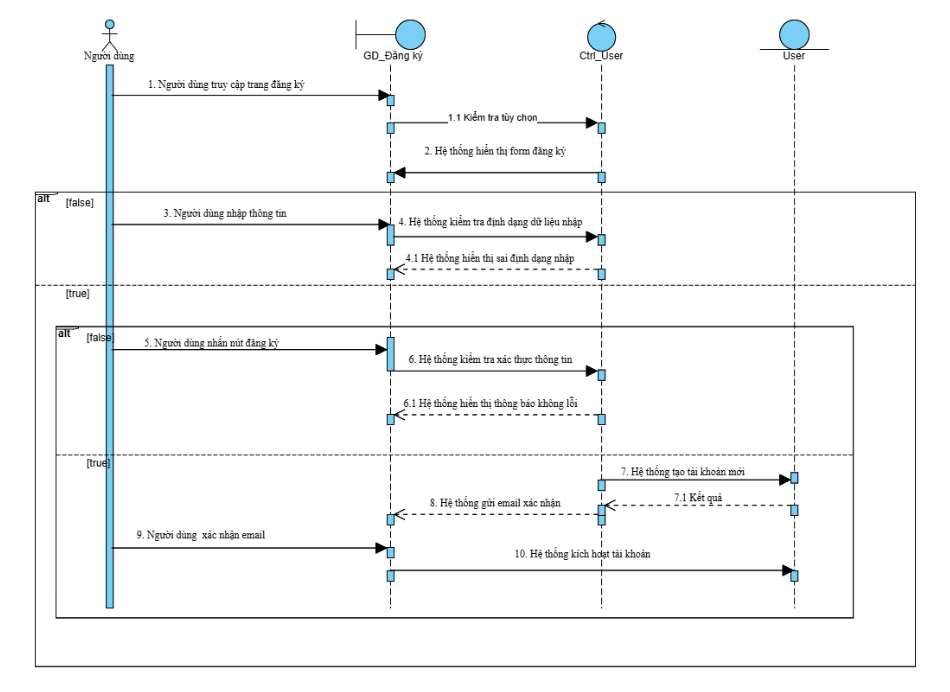 Người dùng
GD_Đăng ký
Ctrl_User
User
1. Người dùng truy cập trang đăng ký
1.1 Kiểm tra tùy chọn
2. Hệ thống hiển thị form đăng ký
alt
[false]
3. Người dùng nhập thông tin
4. Hệ thống kiểm tra định dạng dữ liệu nhập
4.1 Hệ thống hiển thị sai định dạng nhập
[true]
alt
[false]
5. Người dùng nhấn nút đăng ký
6. Hệ thống kiểm tra xác thực thông tin
6.1 Hệ thống hiển thị thông báo không lỗi
[true]
7. Hệ thống tạo tài khoản mới
7.1 Kết quả
8. Hệ thống gửi email xác nhận
9. Người dùng xác nhận email
10. Hệ thống kích hoạt tài khoản